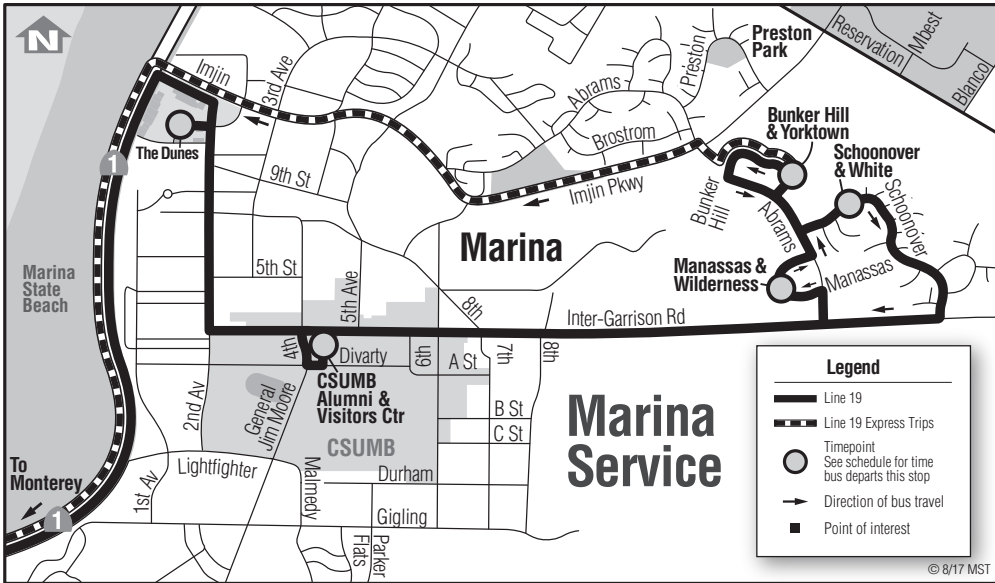 N
Imjin
3rd Ave
Abrams
Preston
Preston
Park
Reservation
Mbest
Blanco
The Dunes
1
9th St
Brostrom
Imjin Pkwy
Bunker Hill
& Yorktown
Schoonover
& White
Bunker
Hill
Abrams
Schoonover
Marina
State
Beach
5th St
5th Ave
Marina
8th
Manassas &
Wilderness
Manassas
Inter-Garrison Rd
4th
Divarty
6th
A St
7th
8th
CSUMB
Alumni &
Visitors Ctr
2nd Av
General
Jim Moore
CSUMB
B St
C St
Marina
Service
To
Monterey
1
1st Av
Lightfighter
Malmedy
Durham
Gigling
Parker
Flats
Legend
Line 19
Line 19 Express Trips
Timepoint
See schedule for time
bus departs this stop
Direction of bus travel
Point of interest
© 8/17 MST